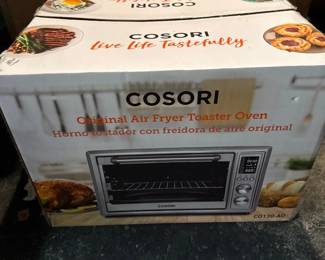 COSORI
Live Life Tastefully
COSORI
Original Air Fryer Toaster Oven
Horno tostador con freidora de aire original
COSORI
CO130-AO